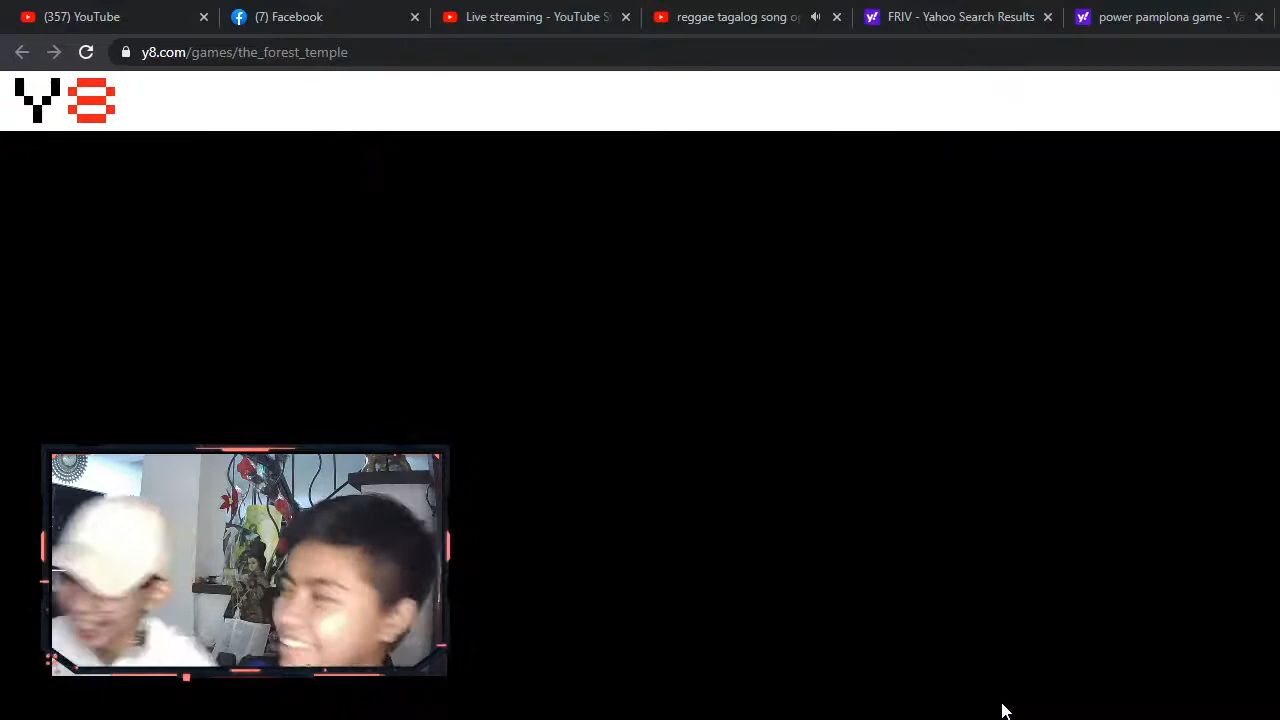 (357) YouTube
(7) Facebook
Live streaming - YouTube S
reggae tagalog song o
FRIV - Yahoo Search Results
power pamplona game - Ya
y8.com/games/the_forest_temple
Y8